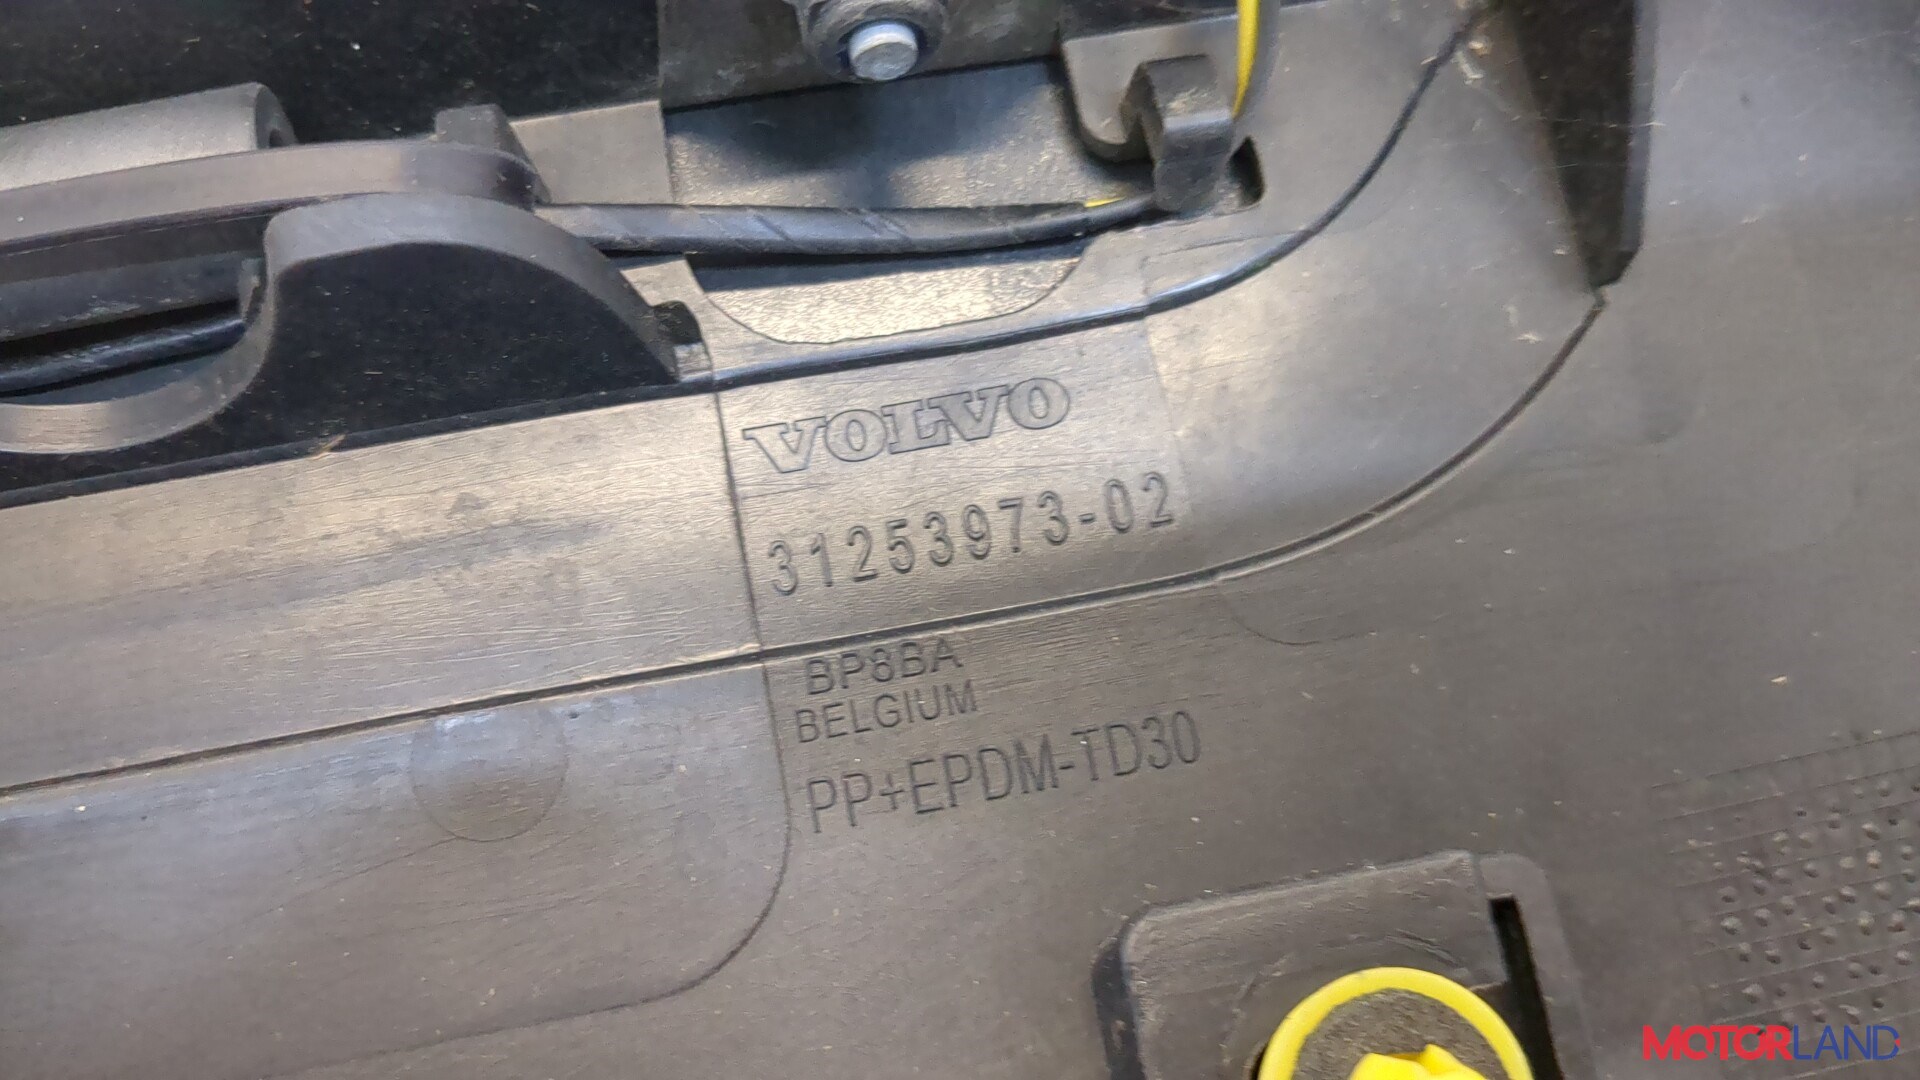 VOLVO
31253973-02
BP8BA
BELGIUM
PP+EPDM-TD30
MOTORLAND